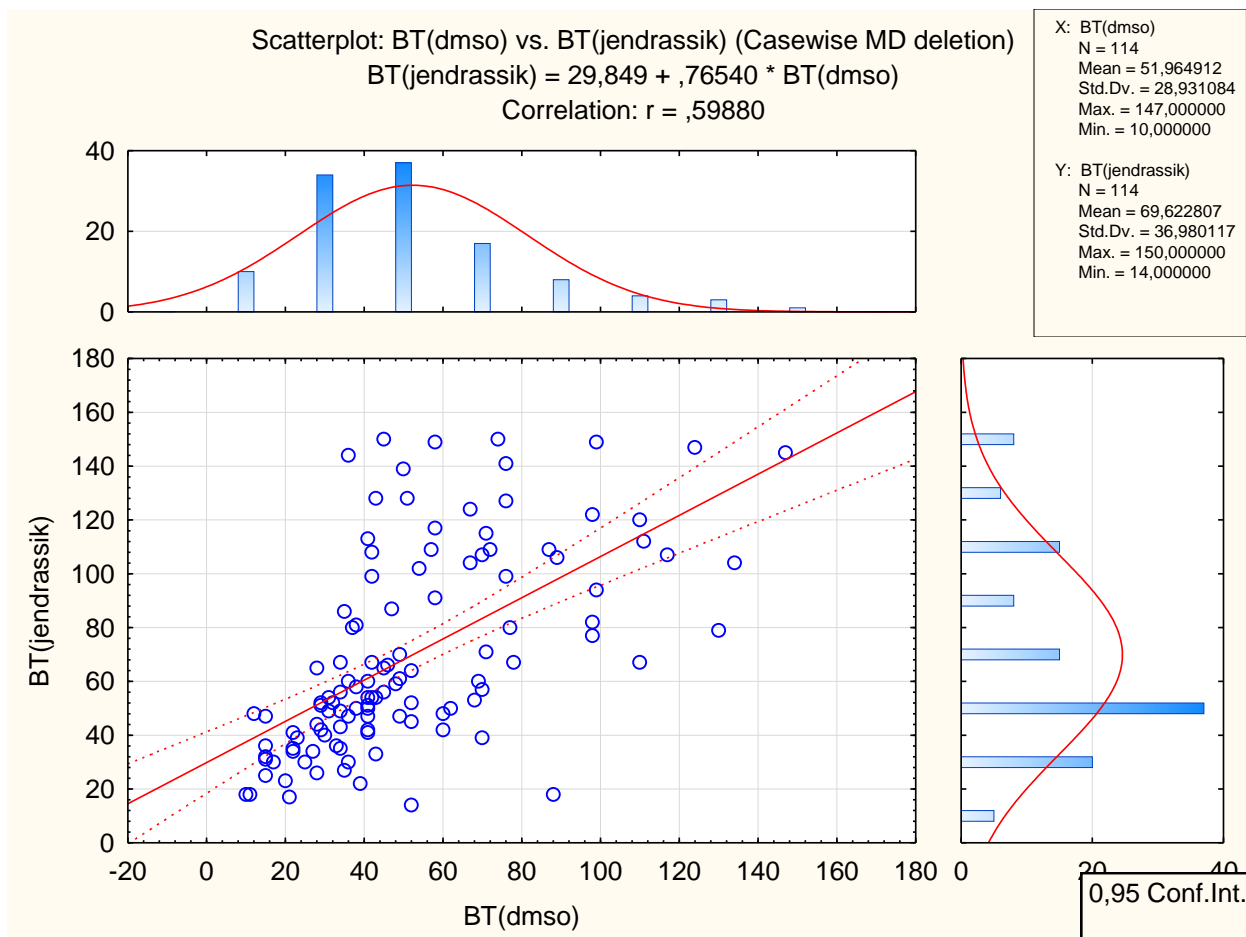 Scatterplot: BT(dmso) vs. BT(jendrassik) (Casewise MD deletion)
BT(jendrassik) = 29,849 + ,76540 * BT(dmso)
Correlation: r = ,59880
X: BT(dmso)
N = 114
Mean = 51,964912
Std.Dv. = 28,931084
Max. = 147,000000
Min. = 10,000000
Y: BT(jendrassik)
N = 114
Mean = 69,622807
Std.Dv. = 36,980117
Max. = 150,000000
Min. = 14,000000
40
20
0
180
160
140
120
100
80
60
40
20
0
BT(jendrassik)
-20 0 20 40 60 80 100 120 140 160 180
BT(dmso)
0 20 40
0,95 Conf.Int.